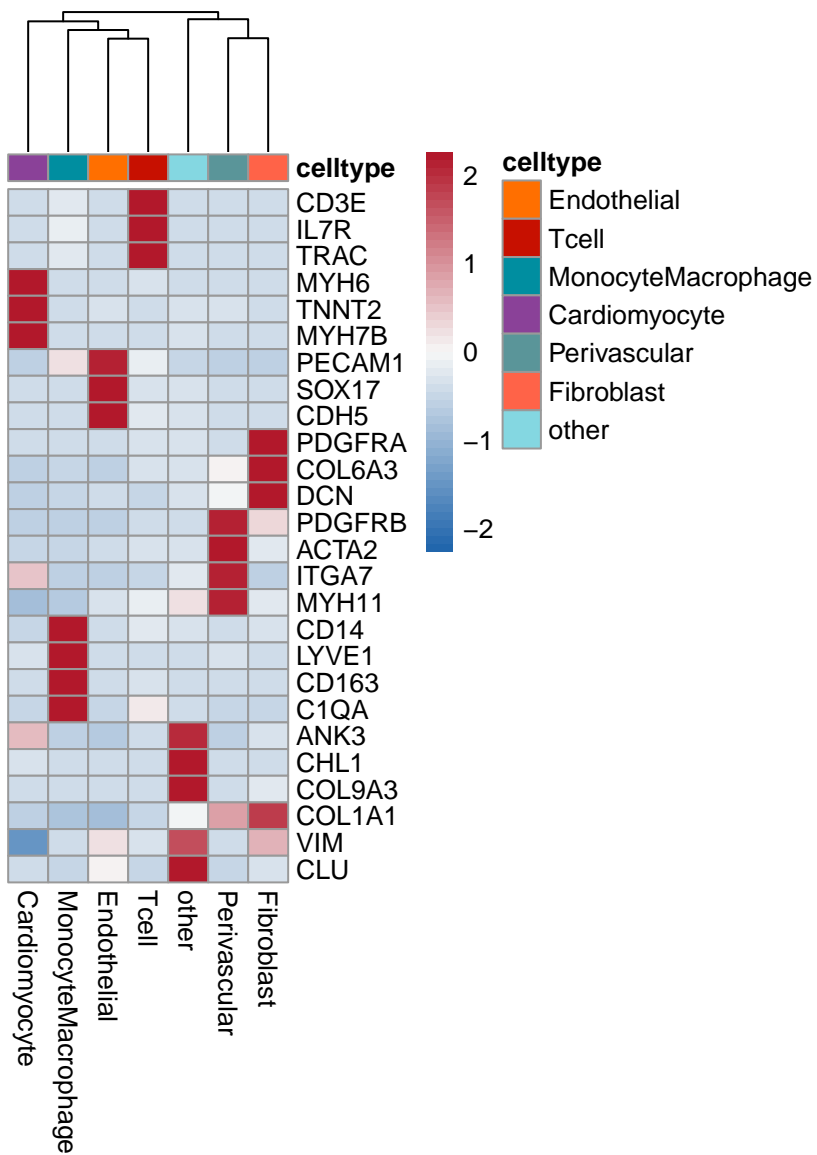 celltype
CD3E
IL7R
TRAC
MYH6
TNNT2
MYH7B
PECAM1
SOX17
CDH5
PDGFRA
COL6A3
DCN
PDGFRB
ACTA2
ITGA7
MYH11
CD14
LYVE1
CD163
C1QA
ANK3
CHL1
COL9A3
COL1A1
VIM
CLU
Cardiomyocyte
MonocyteMacrophage
Endothelial
Tcell
other
Perivascular
Fibroblast
2
1
0
−1
−2
celltype
Endothelial
Tcell
MonocyteMacrophage
Cardiomyocyte
Perivascular
Fibroblast
other